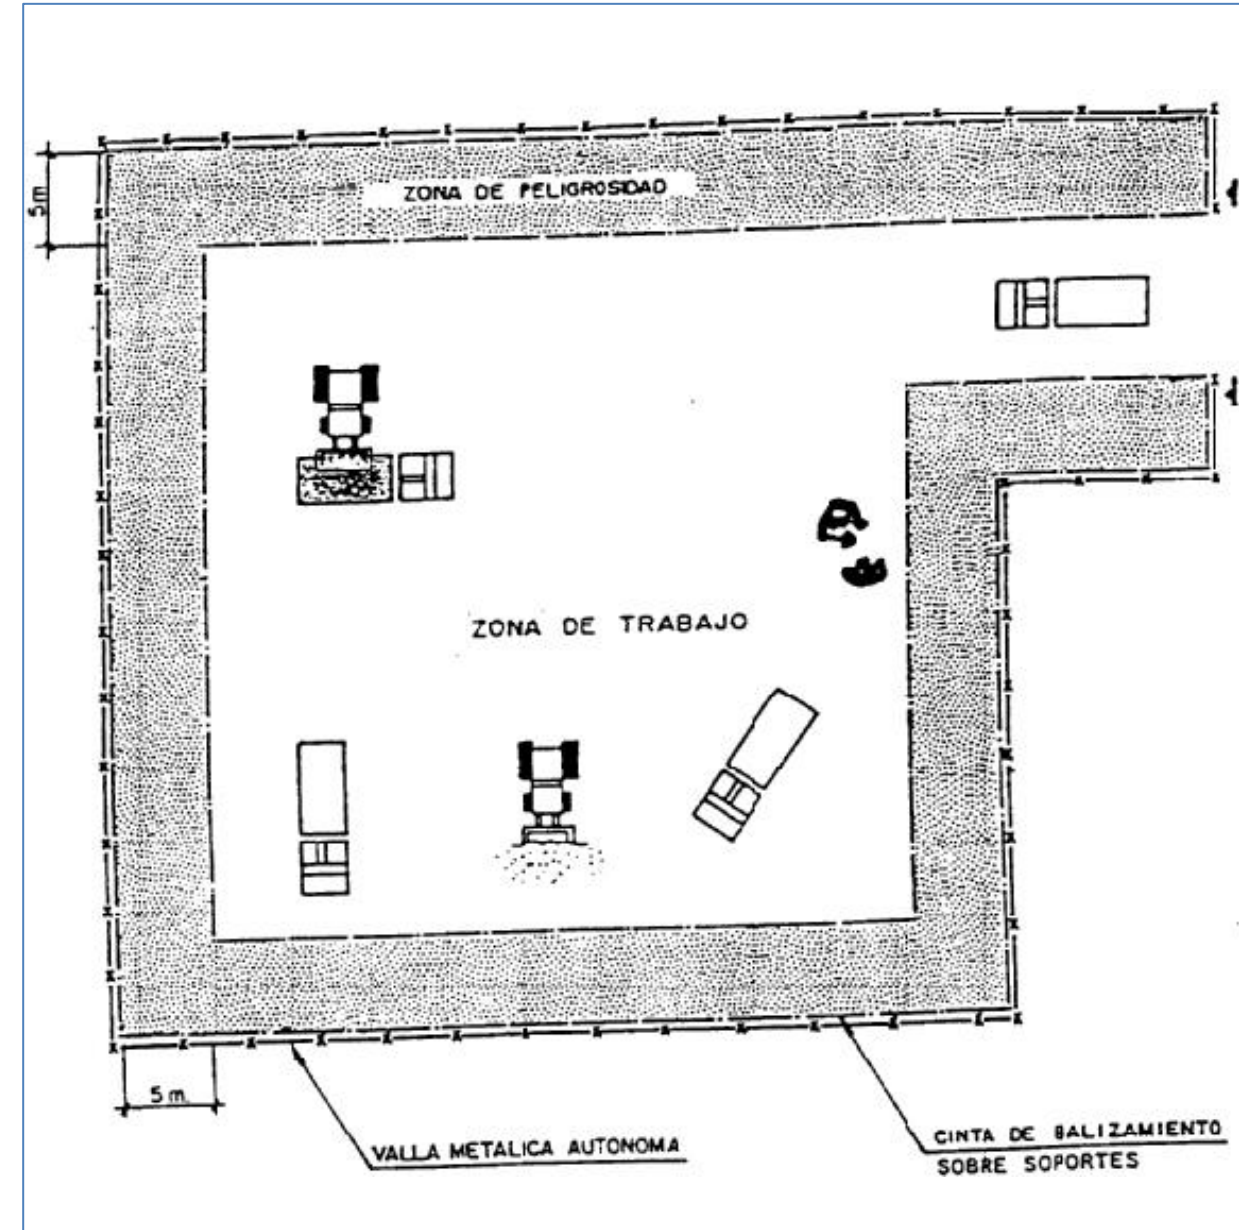 ZONA DE PELIGROSIDAD
5m
ZONA DE TRABAJO
5 m.
VALLA METALICA AUTONOMA
CINTA DE BALIZAMIENTO
SOBRE SOPORTES